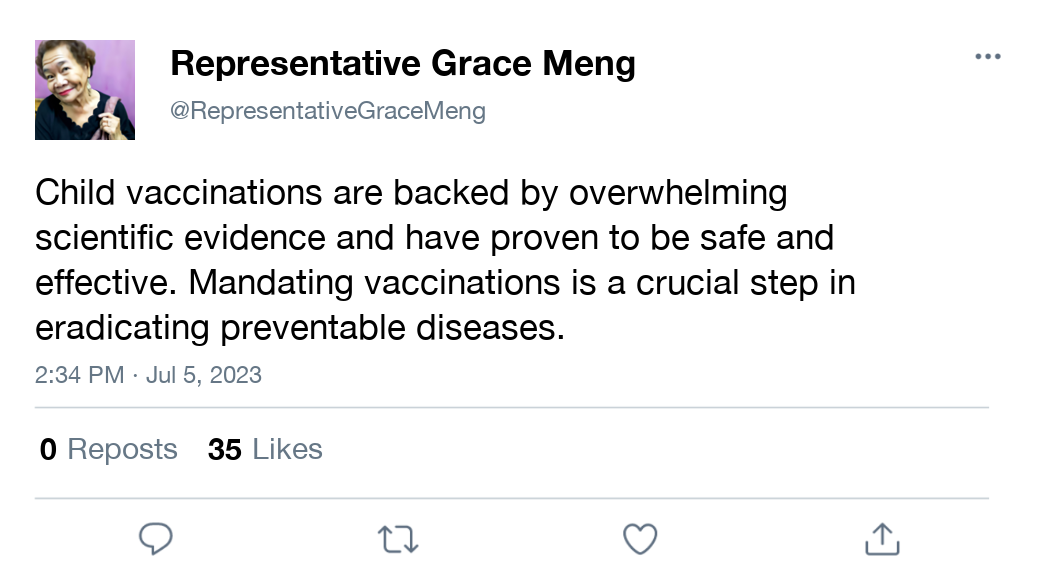 Representative Grace Meng
@RepresentativeGraceMeng
Child vaccinations are backed by overwhelming
scientific evidence and have proven to be safe and
effective. Mandating vaccinations is a crucial step in
eradicating preventable diseases.
2:34 PM · Jul 5, 2023
0 Reposts 35 Likes